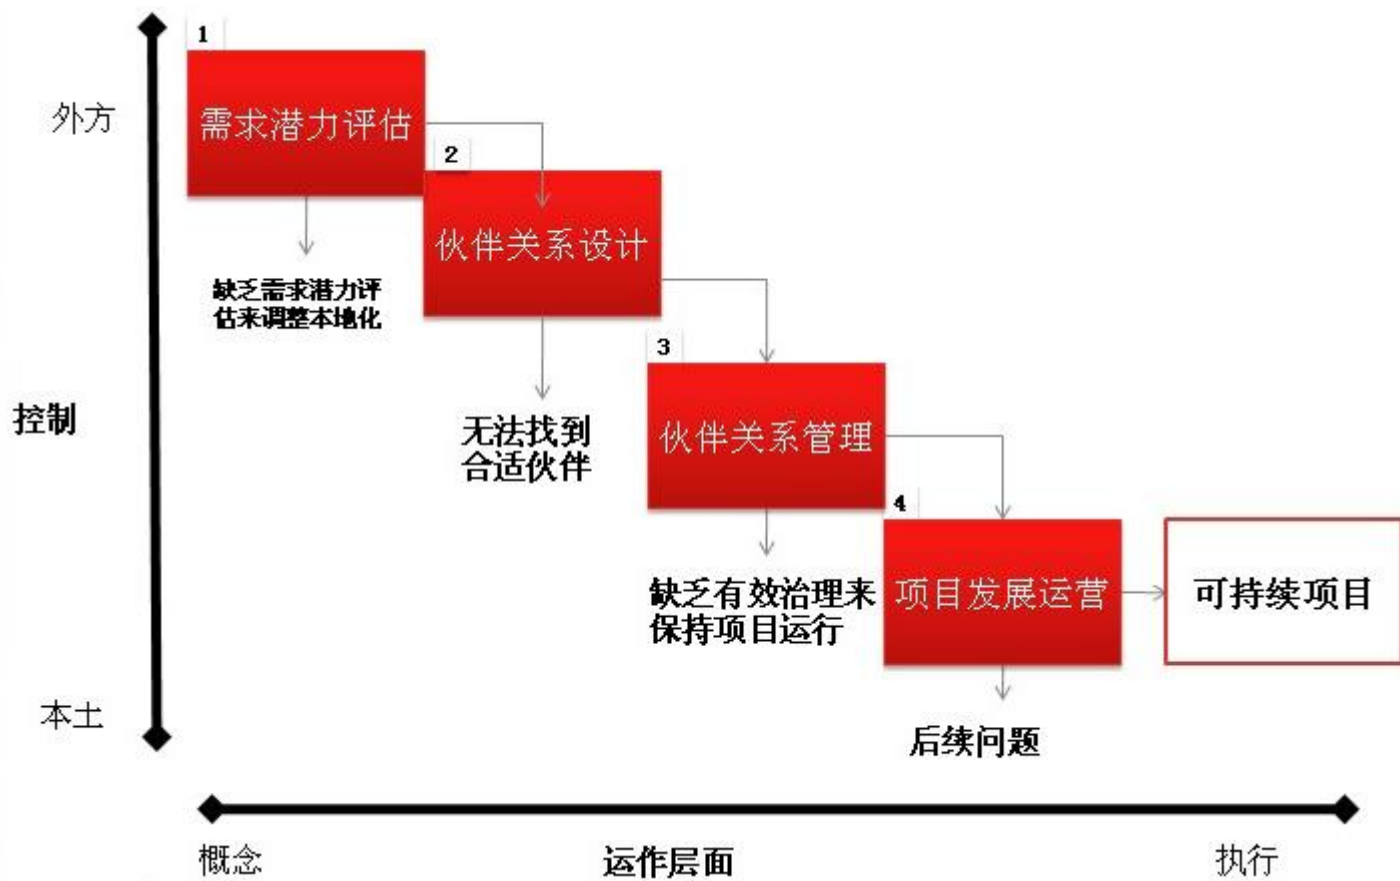 1
外方
需求潜力评估
2
伙伴关系设计
缺乏需求潜力评
估来调整本地化
3
控制
无法找到
合适伙伴
伙伴关系管理
4
缺乏有效治理来
保持项目运行
项目发展运营
可持续项目
本土
后续问题
概念
运作层面
执行